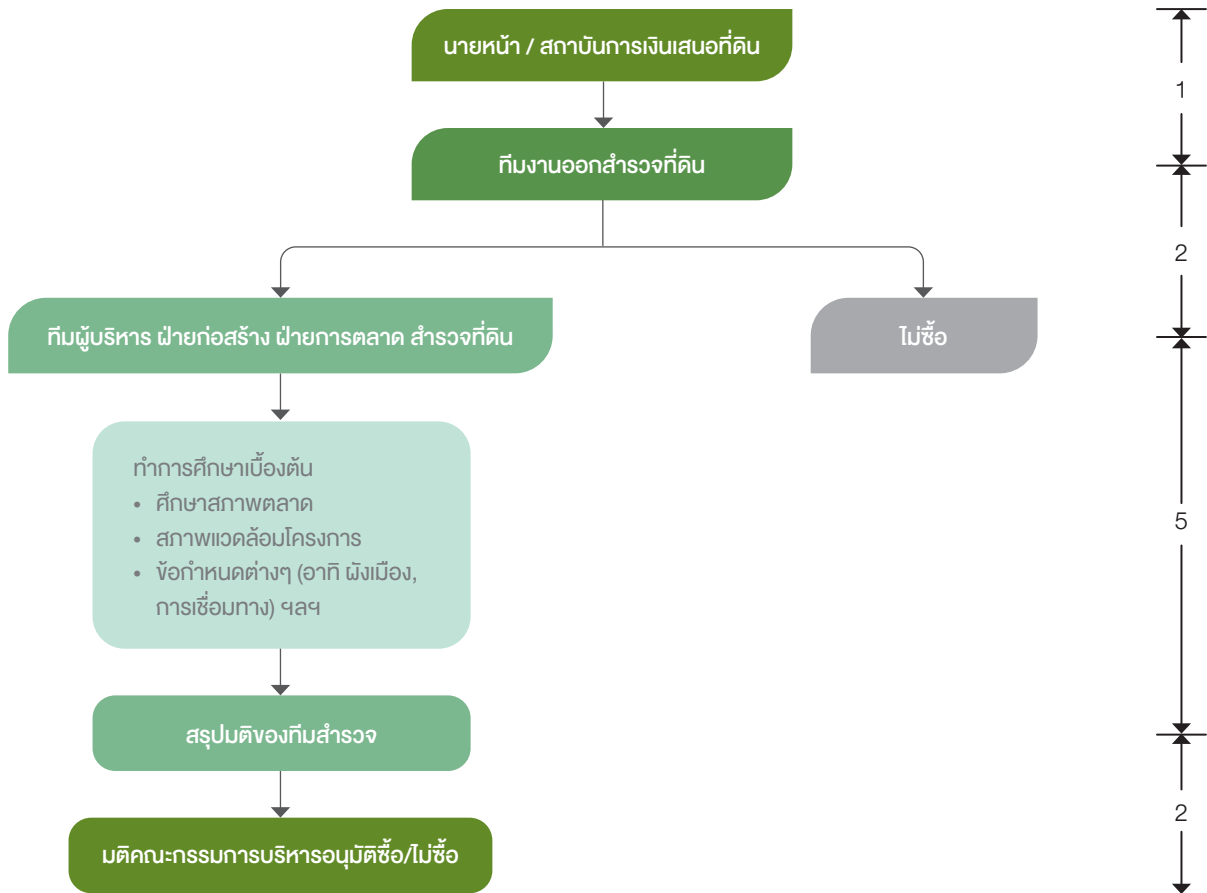 นายหน้า / สถาบันการเงินเสนอที่ดิน
1
ทีมงานออกสำรวจที่ดิน
2
ทีมผู้บริหาร ฝ่ายก่อสร้าง ฝ่ายการตลาด สำรวจที่ดิน
ไม่ซื้อ
ทำการศึกษาเบื้องต้น
• ศึกษาสภาพตลาด
• สภาพแวดล้อมโครงการ
• ข้อกำหนดต่างๆ (อาทิ ผังเมือง,
การเชื่อมทาง) ฯลฯ
5
สรุปมติของทีมสำรวจ
2
มติคณะกรรมการบริหารอนุมัติซื้อ/ไม่ซื้อ